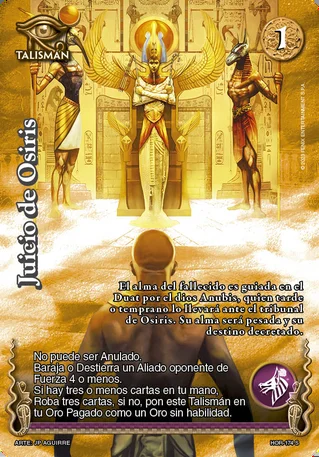 TALISMÁN
1
Juicio de Osiris
El alma del fallecido es guiada en el
Duat por el dios Anubis, quien tarde
o temprano lo llevará ante el tribunal
de Osiris. Su alma será pesada y su
destino decretado.
No puede ser Anulado.
Baraja o Destierra un Aliado oponente de
Fuerza 4 o menos.
Si hay tres o menos cartas en tu mano,
Roba tres cartas, si no, pon este Talismán en
tu Oro Pagado como un Oro sin habilidad.
ARTE: JP AGUIRRE